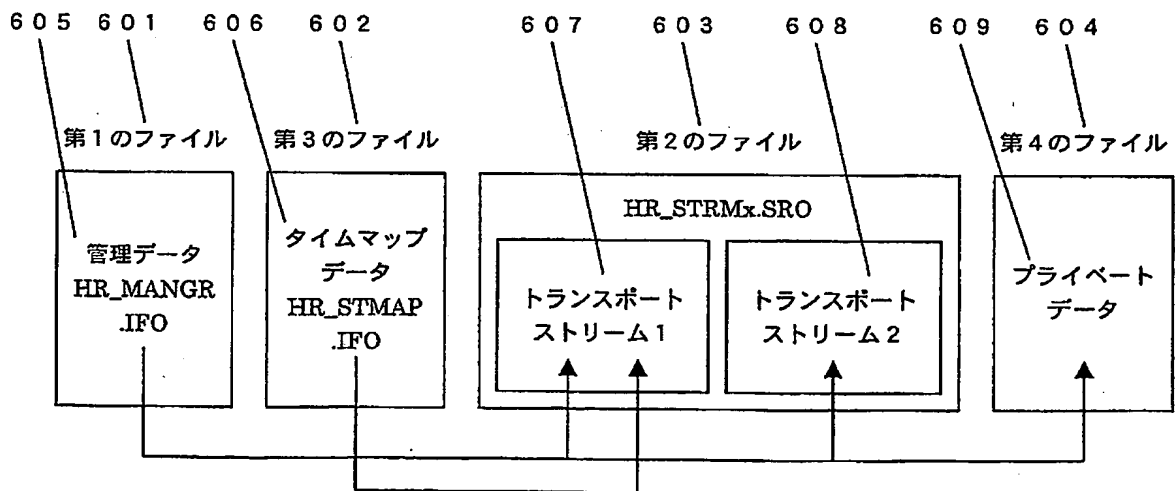 605 601 606 602 607 603 608 609 604
第1のファイル 第3のファイル 第2のファイル 第4のファイル
管理データ
HR_MANGR
.IFO
タイムマップ
データ
HR_STMAP
.IFO
HR_STRMx.SRO
トランスポート
ストリーム1
トランスポート
ストリーム2
プライベート
データ